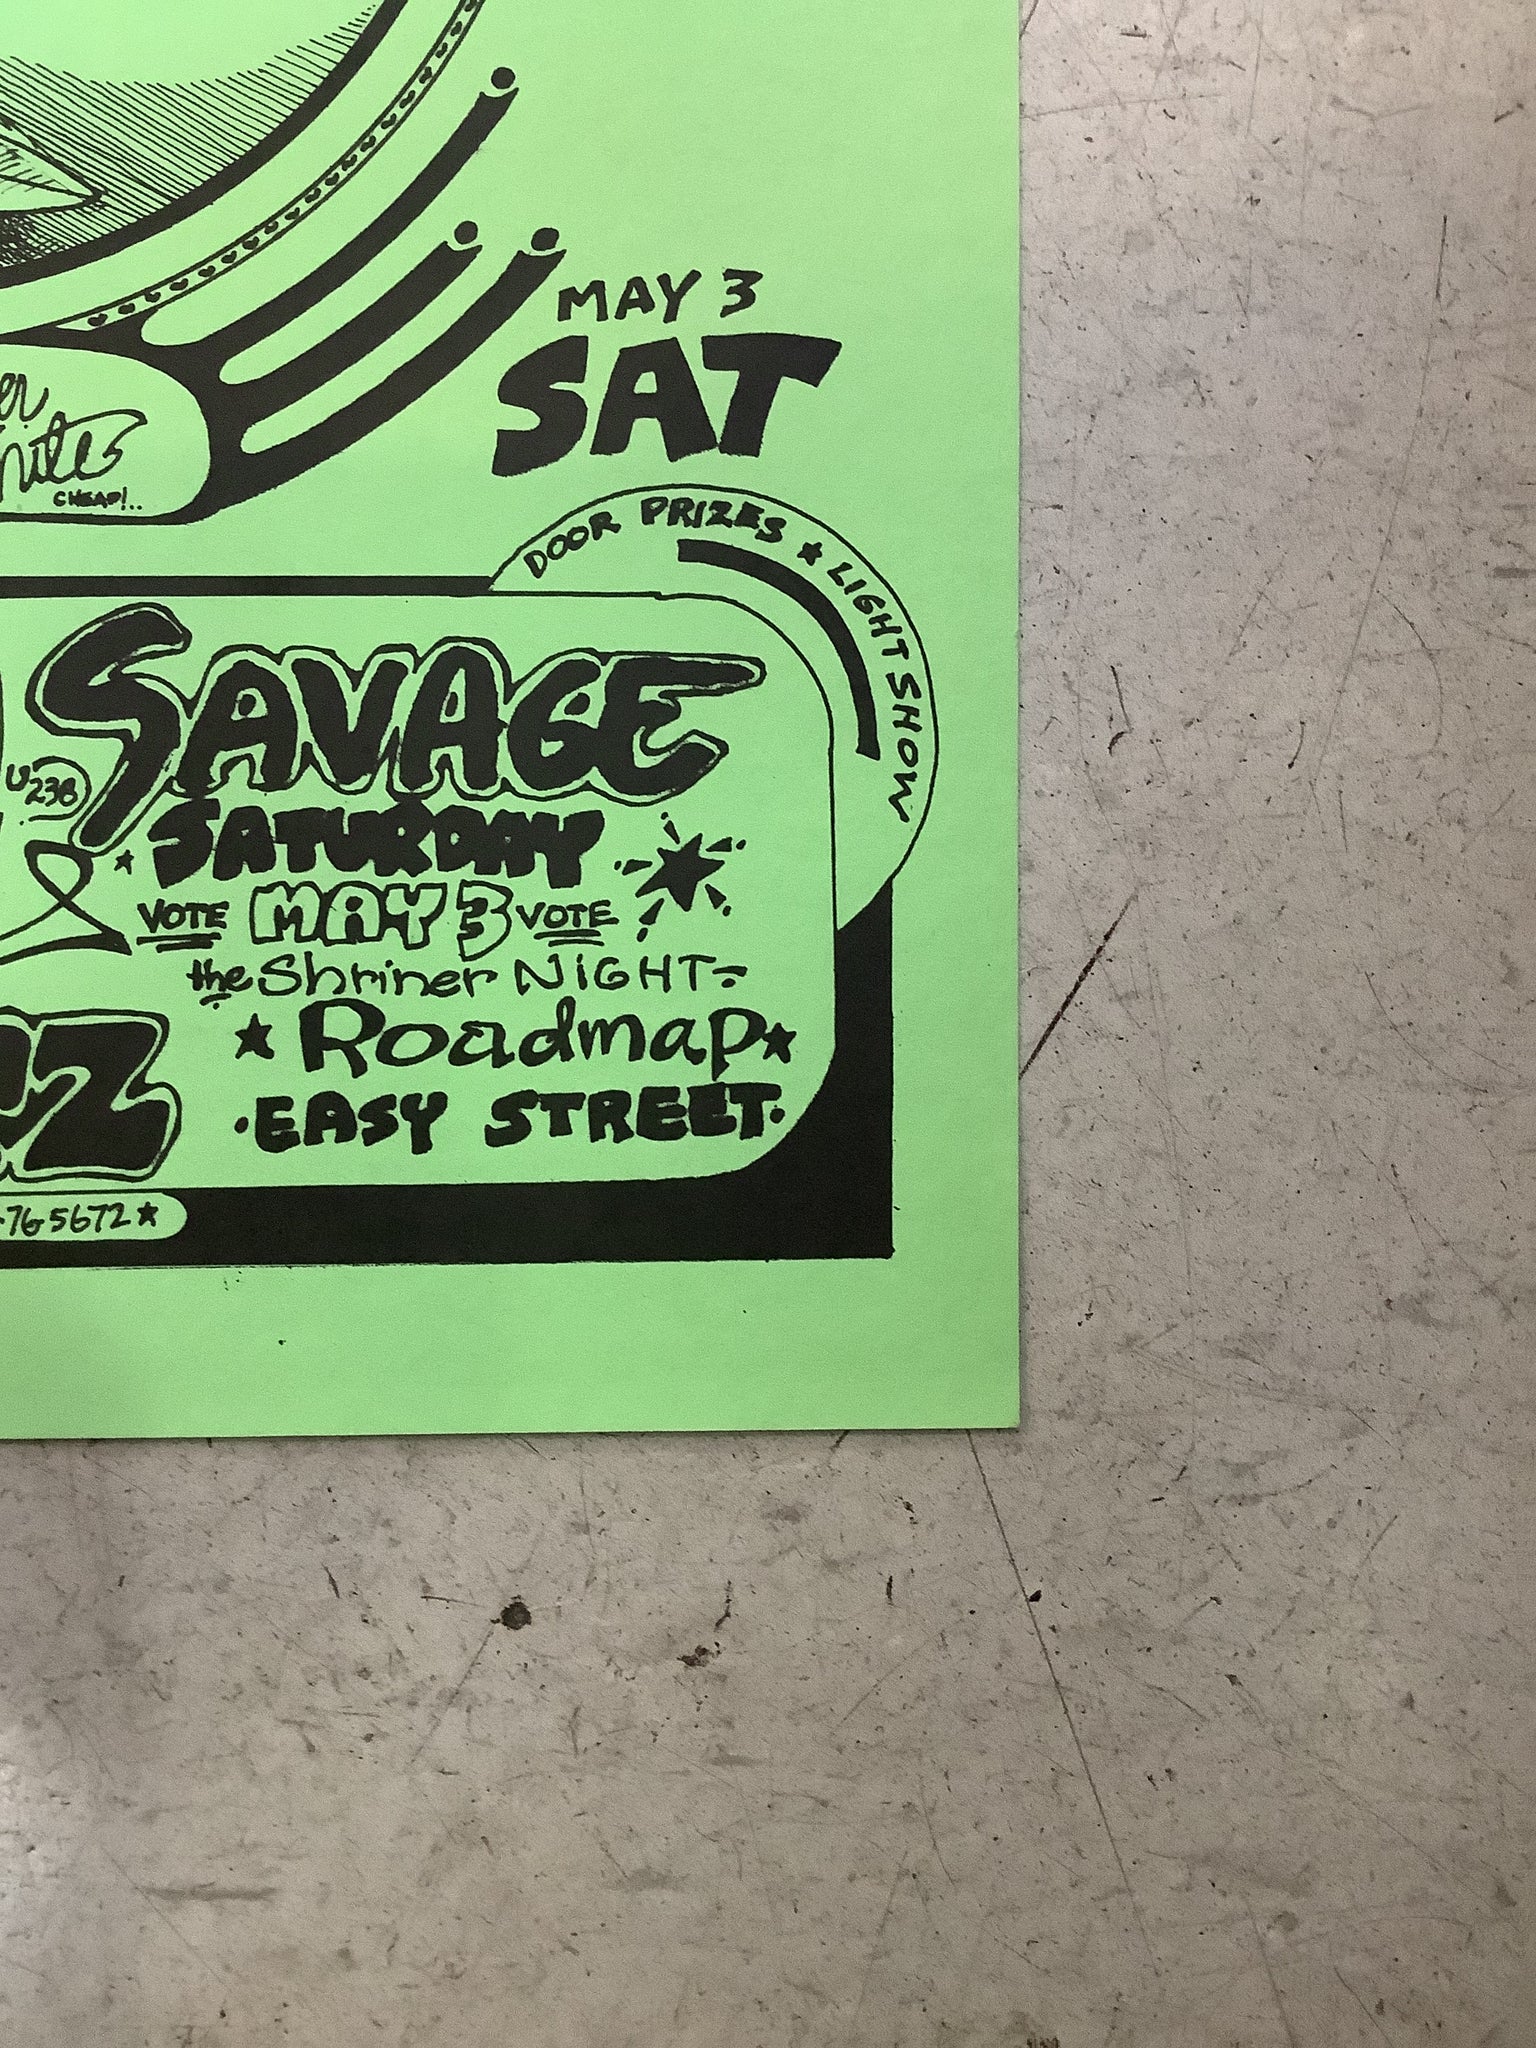 MAY 3
SAT
CHEAP!..
DOOR PRIZES ★ LIGHT SHOW
SAVAGE
U238
SATURDAY
& ★
VOTE MAY 3 VOTE
the Shriner NIGHT
★ Roadmap ★
• EASY STREET •
-765672 ★